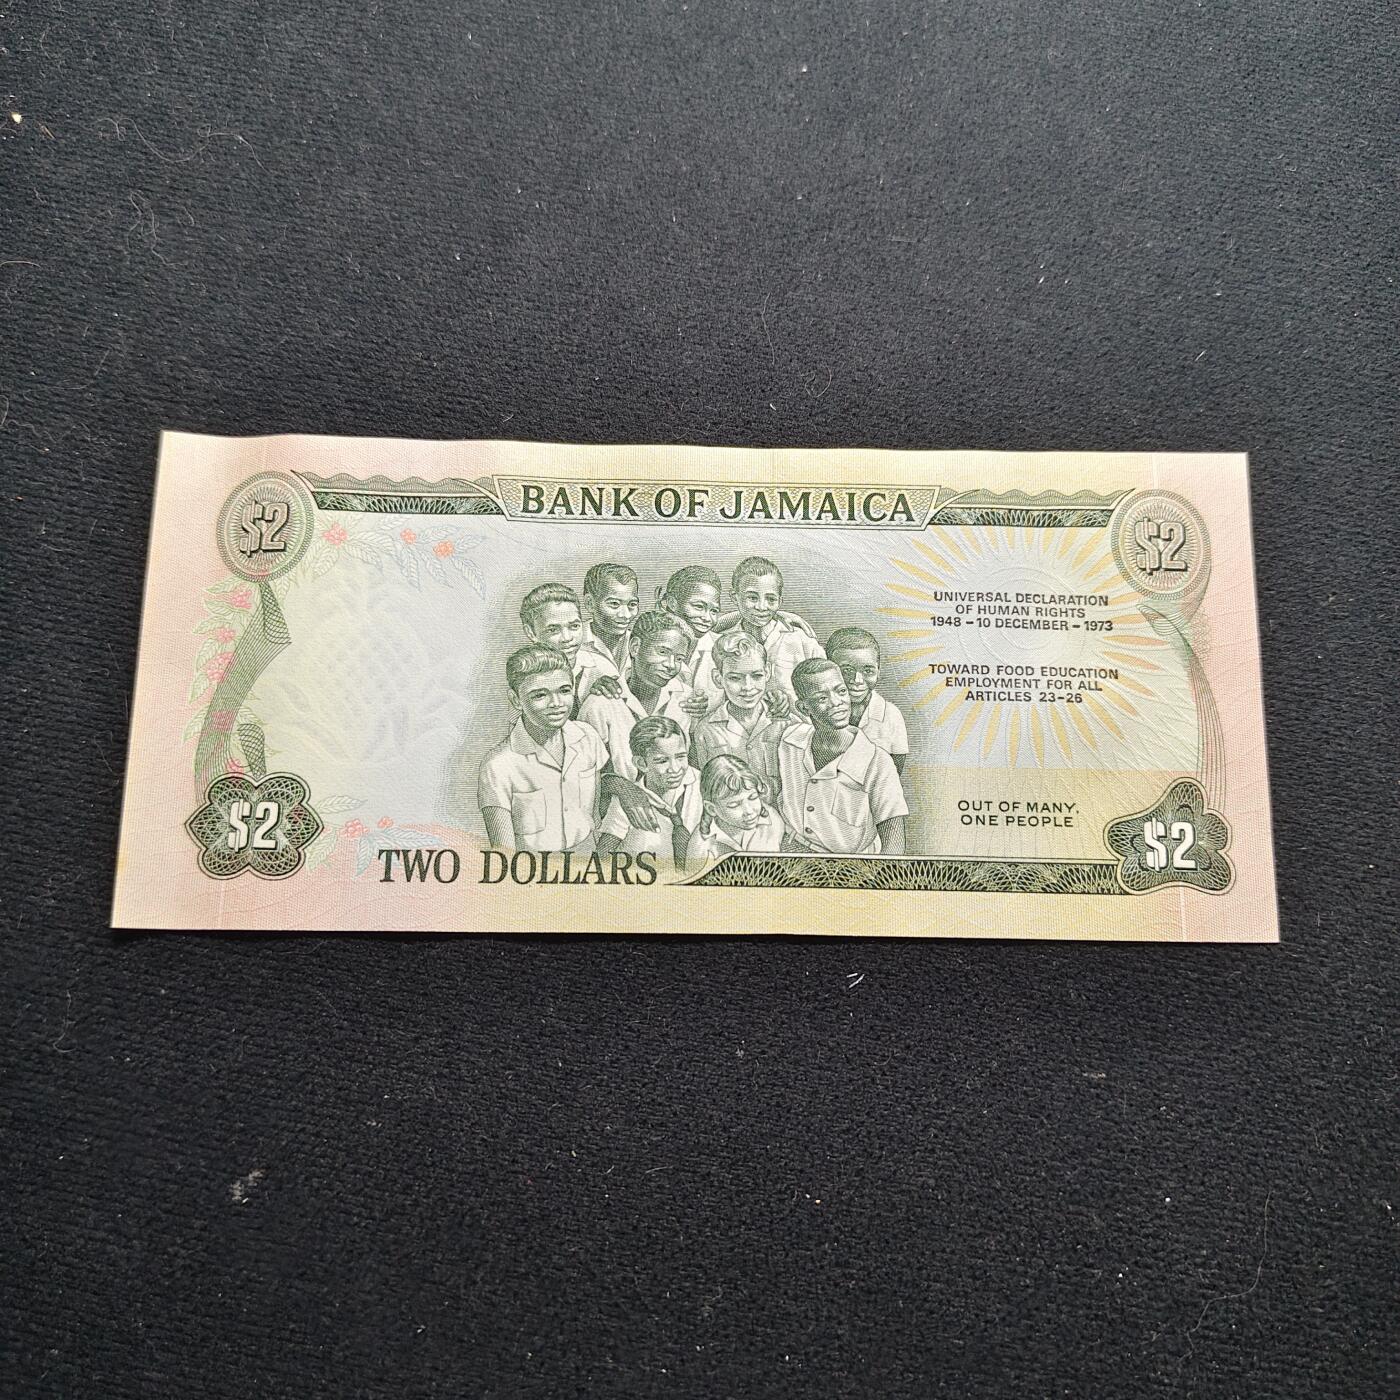 BANK OF JAMAICA
$2
$2
UNIVERSAL DECLARATION
OF HUMAN RIGHTS
1948 – 10 DECEMBER – 1973
TOWARD FOOD EDUCATION
EMPLOYMENT FOR ALL
ARTICLES 23–26
OUT OF MANY,
ONE PEOPLE
$2
TWO DOLLARS
$2